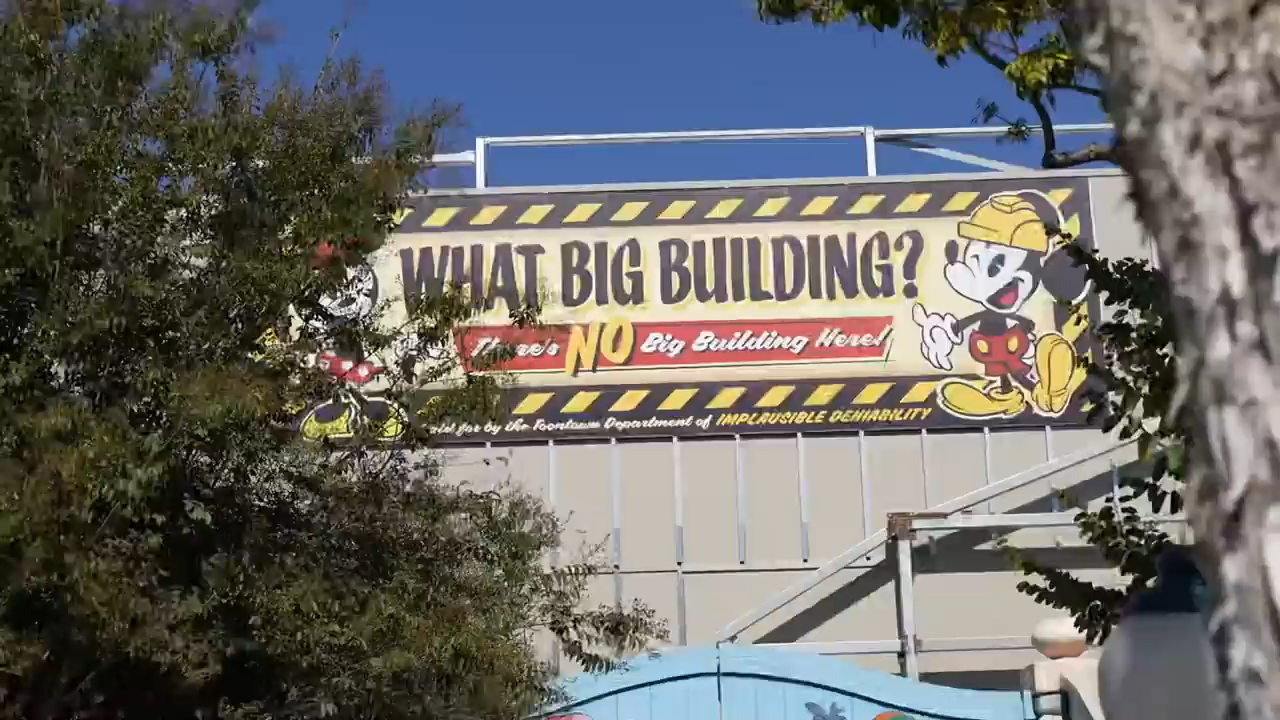 WHAT BIG BUILDING?
There's NO Big Building Here!
for by the Toontown Department of IMPLAUSIBLE DENIABILITY